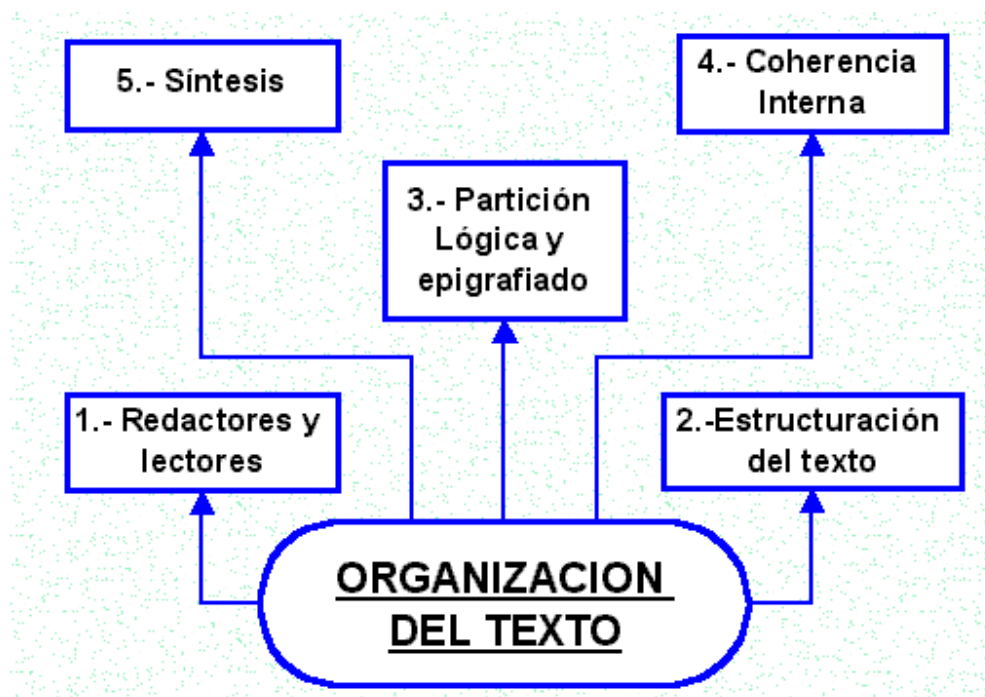 5.- Síntesis
4.- Coherencia
Interna
3.- Partición
Lógica y
epigrafiado
1.- Redactores y
lectores
2.-Estructuración
del texto
ORGANIZACION
DEL TEXTO